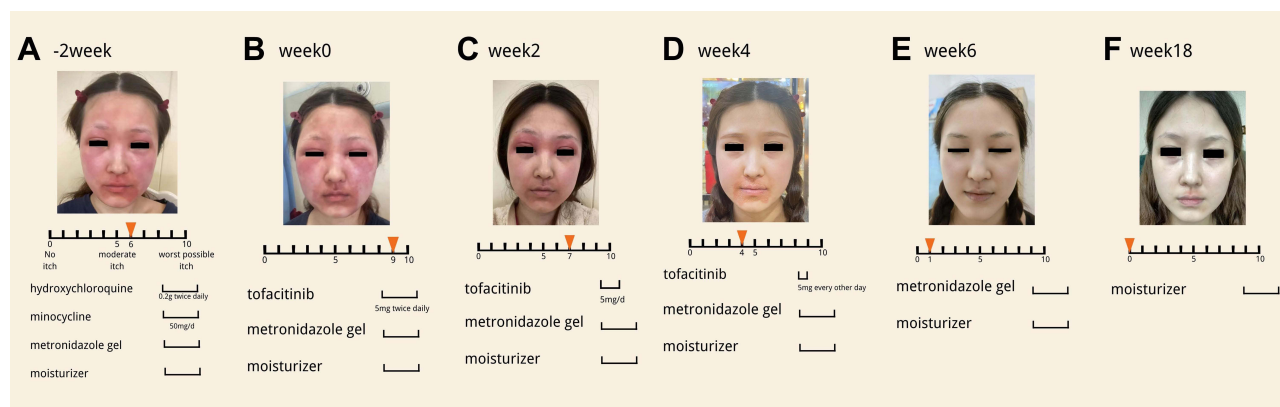 A -2week
0 5 6 10
No itch
moderate itch
worst possible itch
hydroxychloroquine
0.2g twice daily
minocycline
50mg/d
metronidazole gel
moisturizer
B week0
0 5 9 10
tofacitinib
5mg twice daily
metronidazole gel
moisturizer
C week2
0 5 7 10
tofacitinib
5mg/d
metronidazole gel
moisturizer
D week4
0 4 5 10
tofacitinib
5mg every other day
metronidazole gel
moisturizer
E week6
0 1 5 10
metronidazole gel
moisturizer
F week18
0 5 10
moisturizer